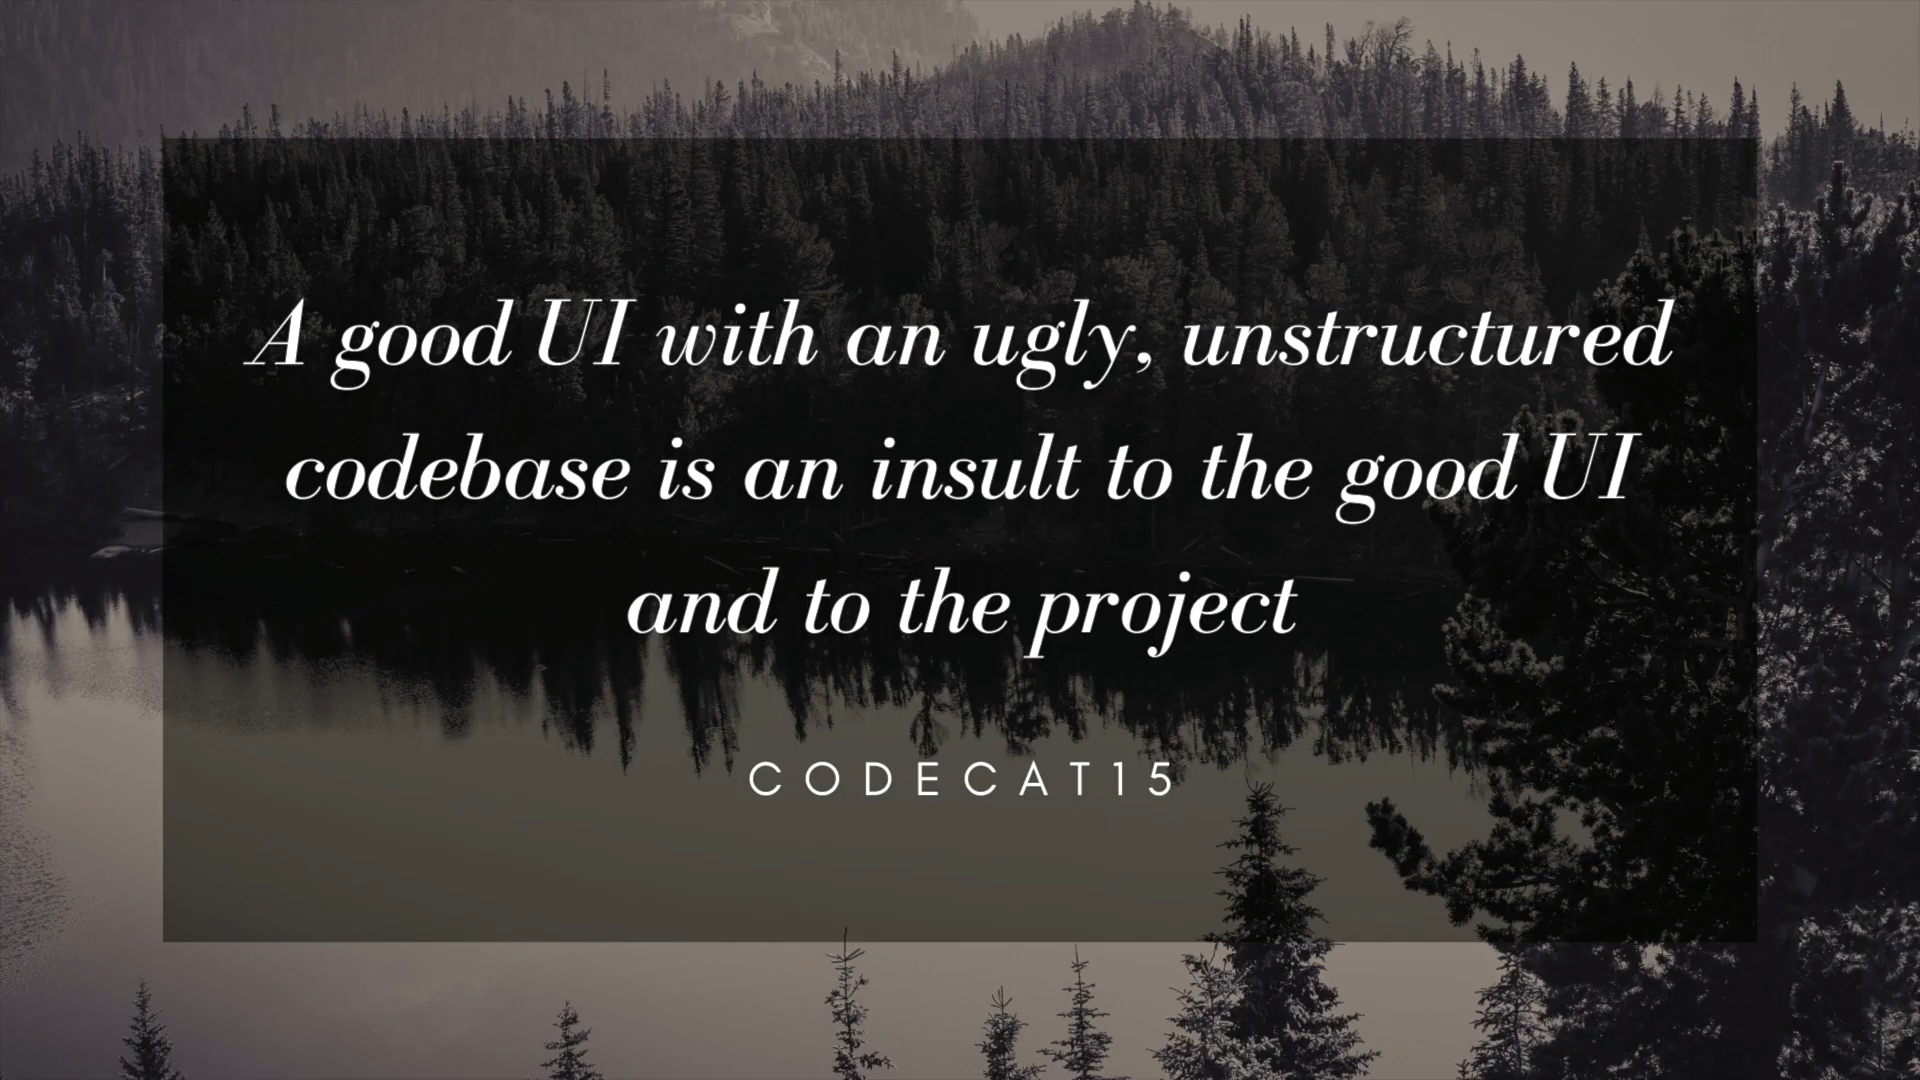 A good UI with an ugly, unstructured
codebase is an insult to the good UI
and to the project
CODECAT15